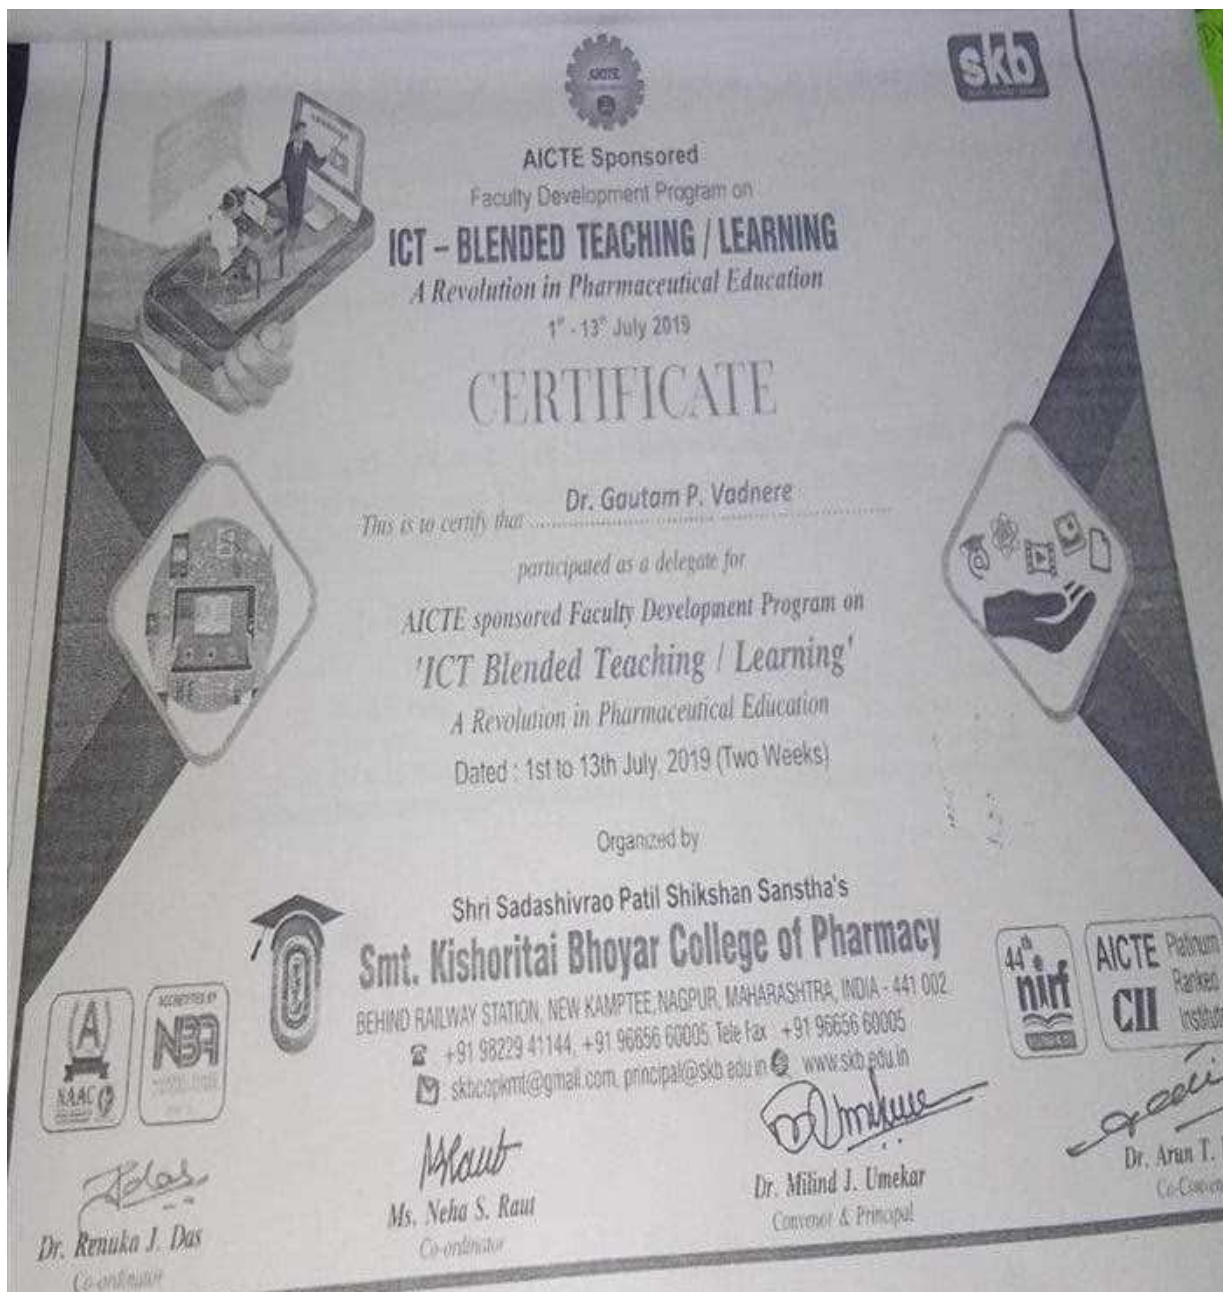 AICTE
skb
AICTE Sponsored
Faculty Development Program on
ICT – BLENDED TEACHING / LEARNING
A Revolution in Pharmaceutical Education
1st - 13th July 2019
CERTIFICATE
This is to certify that Dr. Gautam P. Vadnere
participated as a delegate for
AICTE sponsored Faculty Development Program on
'ICT Blended Teaching / Learning'
A Revolution in Pharmaceutical Education
Dated : 1st to 13th July, 2019 (Two Weeks)
Organized by
Shri Sadashivrao Patil Shikshan Sanstha's
Smt. Kishoritai Bhoyar College of Pharmacy
BEHIND RAILWAY STATION, NEW KAMPTEE, NAGPUR, MAHARASHTRA, INDIA - 441 002
+91 98229 41144, +91 96656 60005, Tele Fax +91 96656 60005
skbcopkmt@gmail.com, principal@skb.edu.in www.skb.edu.in
A
NAAC
ACCREDITED BY
NBA
44th
nirf
AICTE
CII
Platinum
Ranked
Institut
Dr. Renuka J. Das
Co-ordinator
Ms. Neha S. Raut
Co-ordinator
Dr. Milind J. Umekar
Convenor & Principal
Dr. Arun T.
Co-Conven